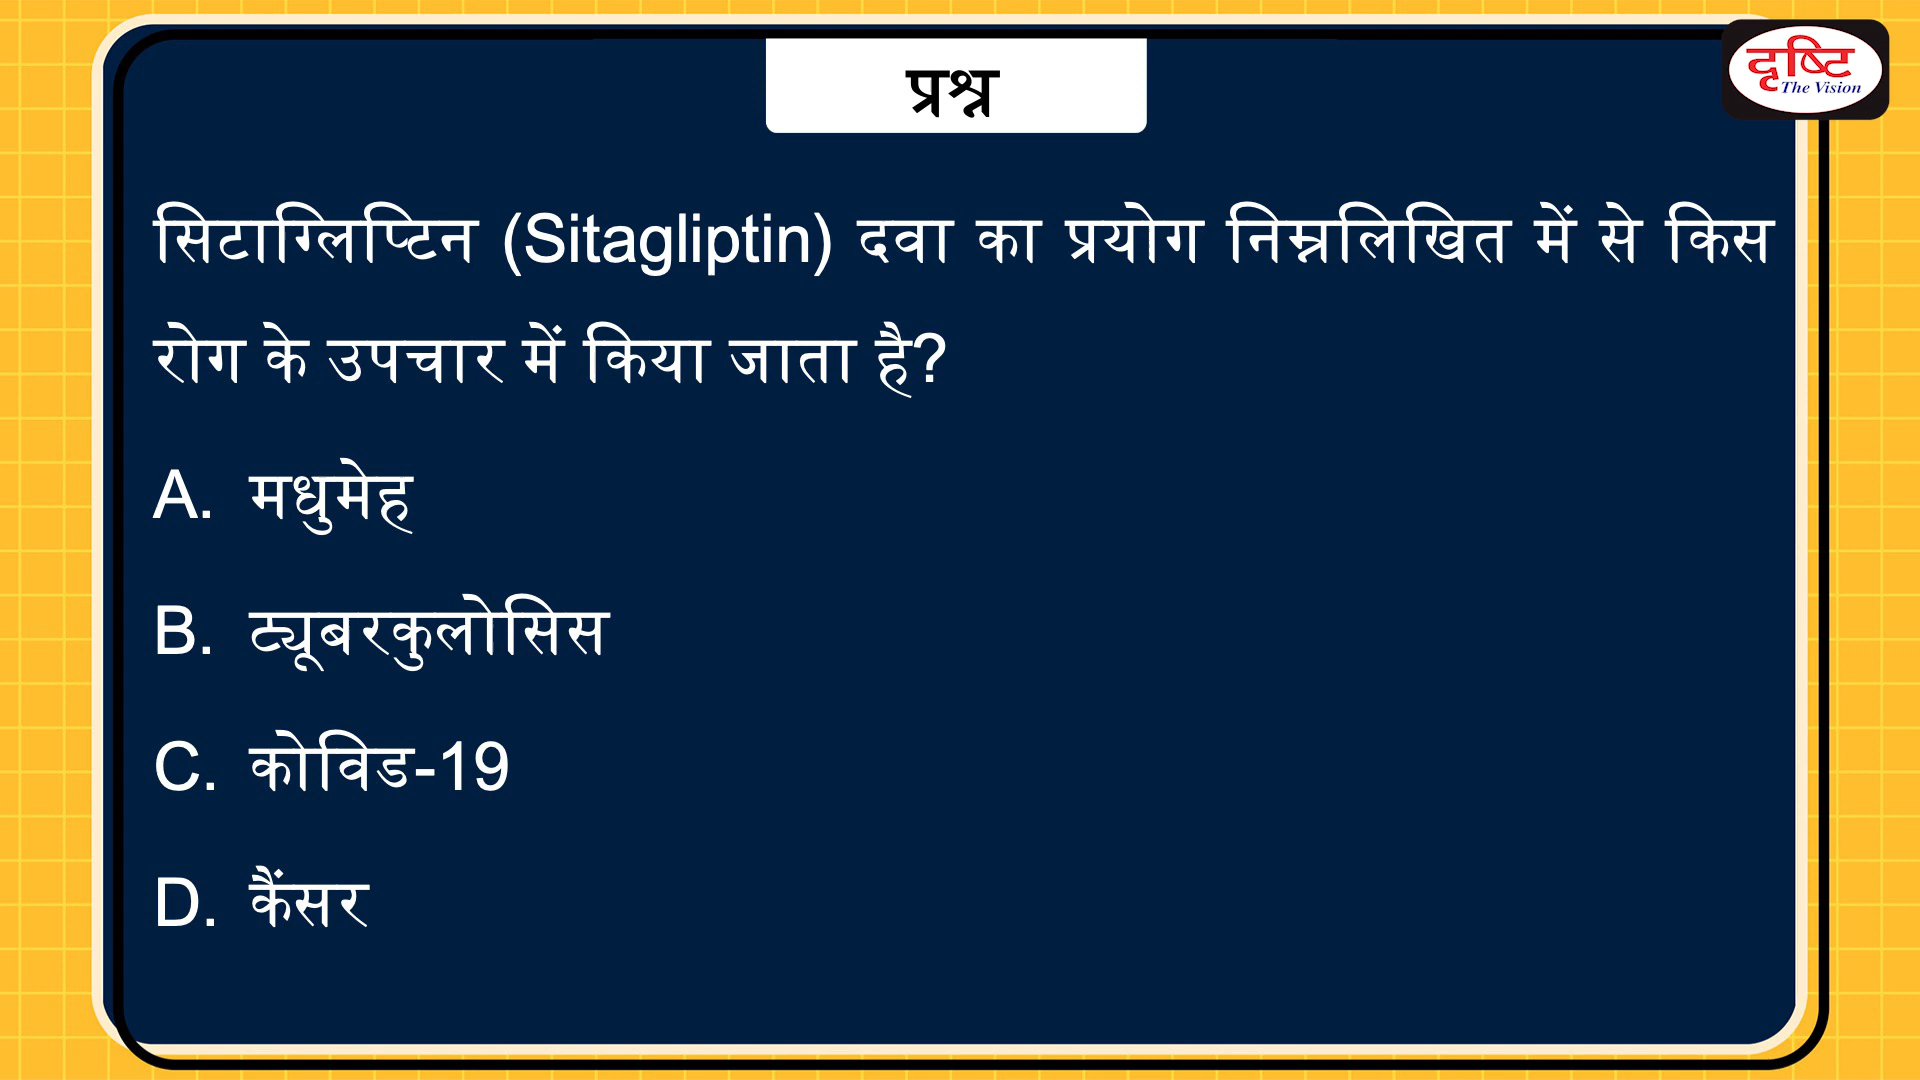 प्रश्न
दृष्टि
The Vision
सिटाग्लिप्टिन (Sitagliptin) दवा का प्रयोग निम्नलिखित में से किस
रोग के उपचार में किया जाता है?
A. मधुमेह
B. ट्यूबरकुलोसिस
C. कोविड-19
D. कैंसर